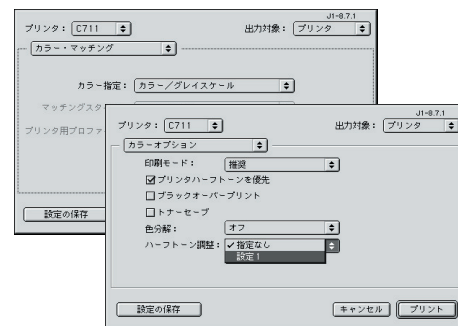 J1-8.7.1
プリンタ： C711 出力対象： プリンタ
カラー・マッチング
カラー指定： カラー／グレイスケール
マッチングスタ
プリンタ用プロファ
設定の保存
J1-8.7.1
プリンタ： C711 出力対象： プリンタ
カラーオプション
印刷モード： 推奨
プリンタハーフトーンを優先
ブラックオーバープリント
トナーセーブ
色分解： オフ
ハーフトーン調整： ✓指定なし
設定1
設定の保存 キャンセル プリント